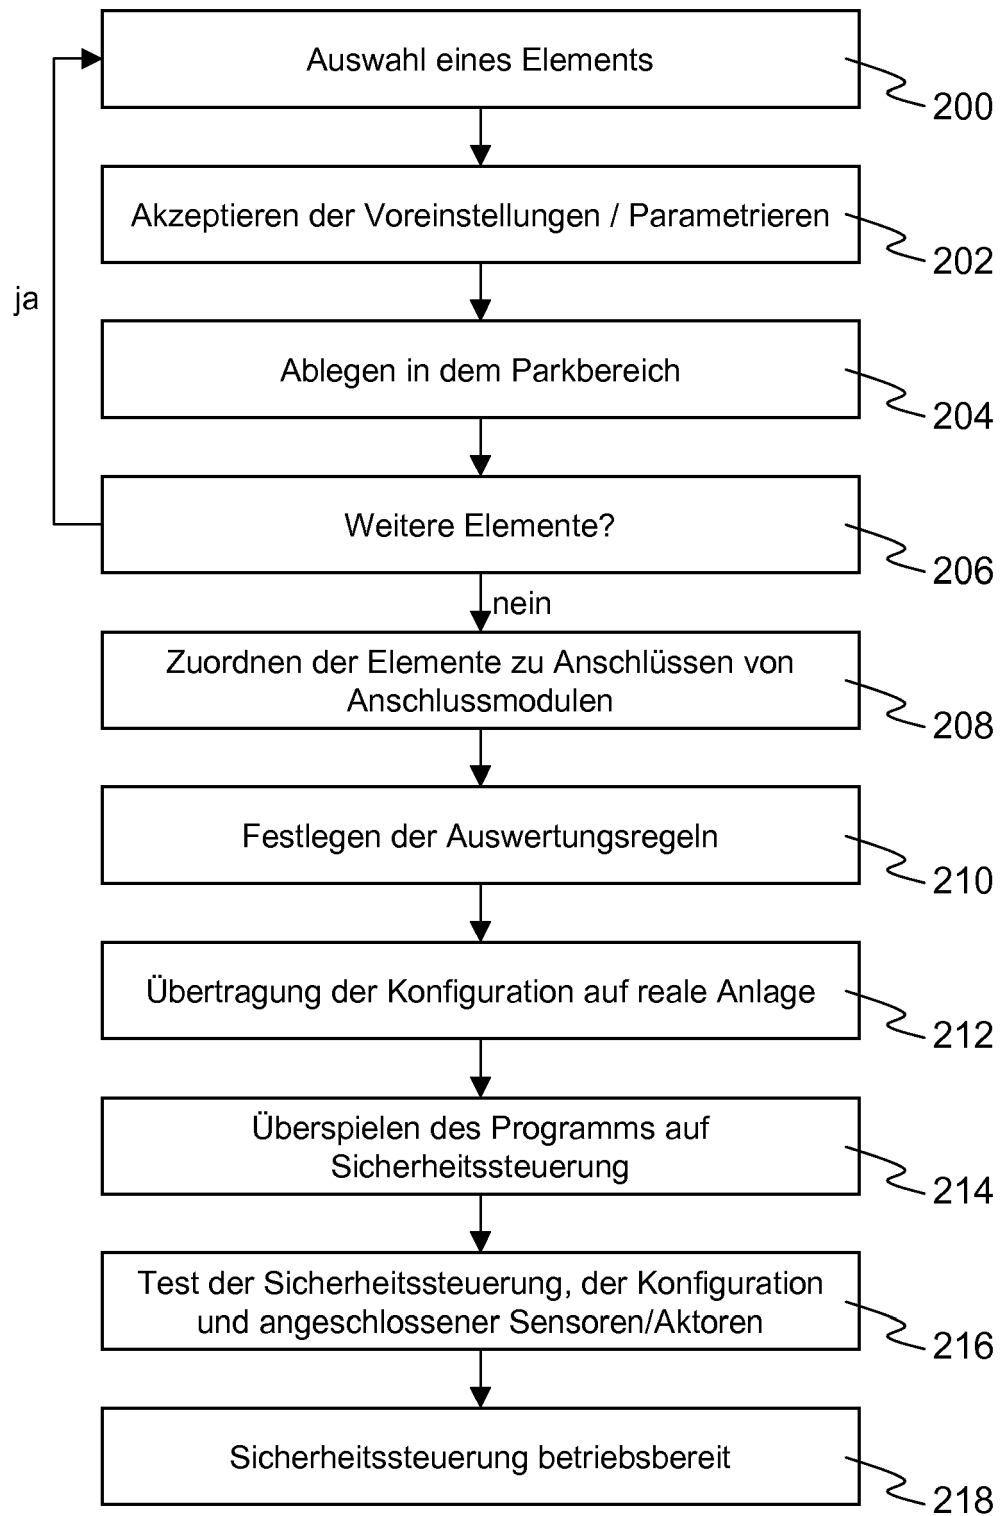 Auswahl eines Elements
200
Akzeptieren der Voreinstellungen / Parametrieren
202
ja
Ablegen in dem Parkbereich
204
Weitere Elemente?
206
nein
Zuordnen der Elemente zu Anschlüssen von
Anschlussmodulen
208
Festlegen der Auswertungsregeln
210
Übertragung der Konfiguration auf reale Anlage
212
Überspielen des Programms auf
Sicherheitssteuerung
214
Test der Sicherheitssteuerung, der Konfiguration
und angeschlossener Sensoren/Aktoren
216
Sicherheitssteuerung betriebsbereit
218